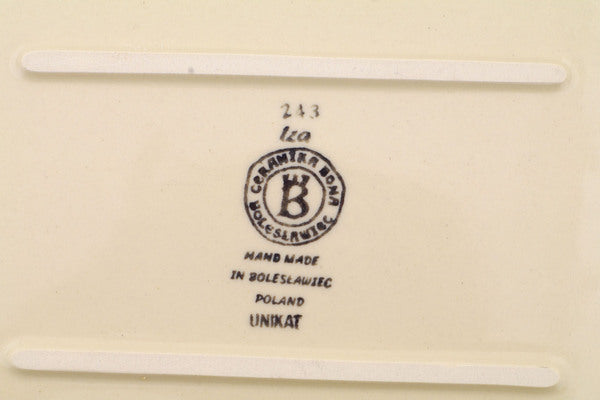 243
Iza
CERAMIKA BONA
B
BOLESŁAWIEC
HAND MADE
IN BOLESŁAWIEC
POLAND
UNIKAT